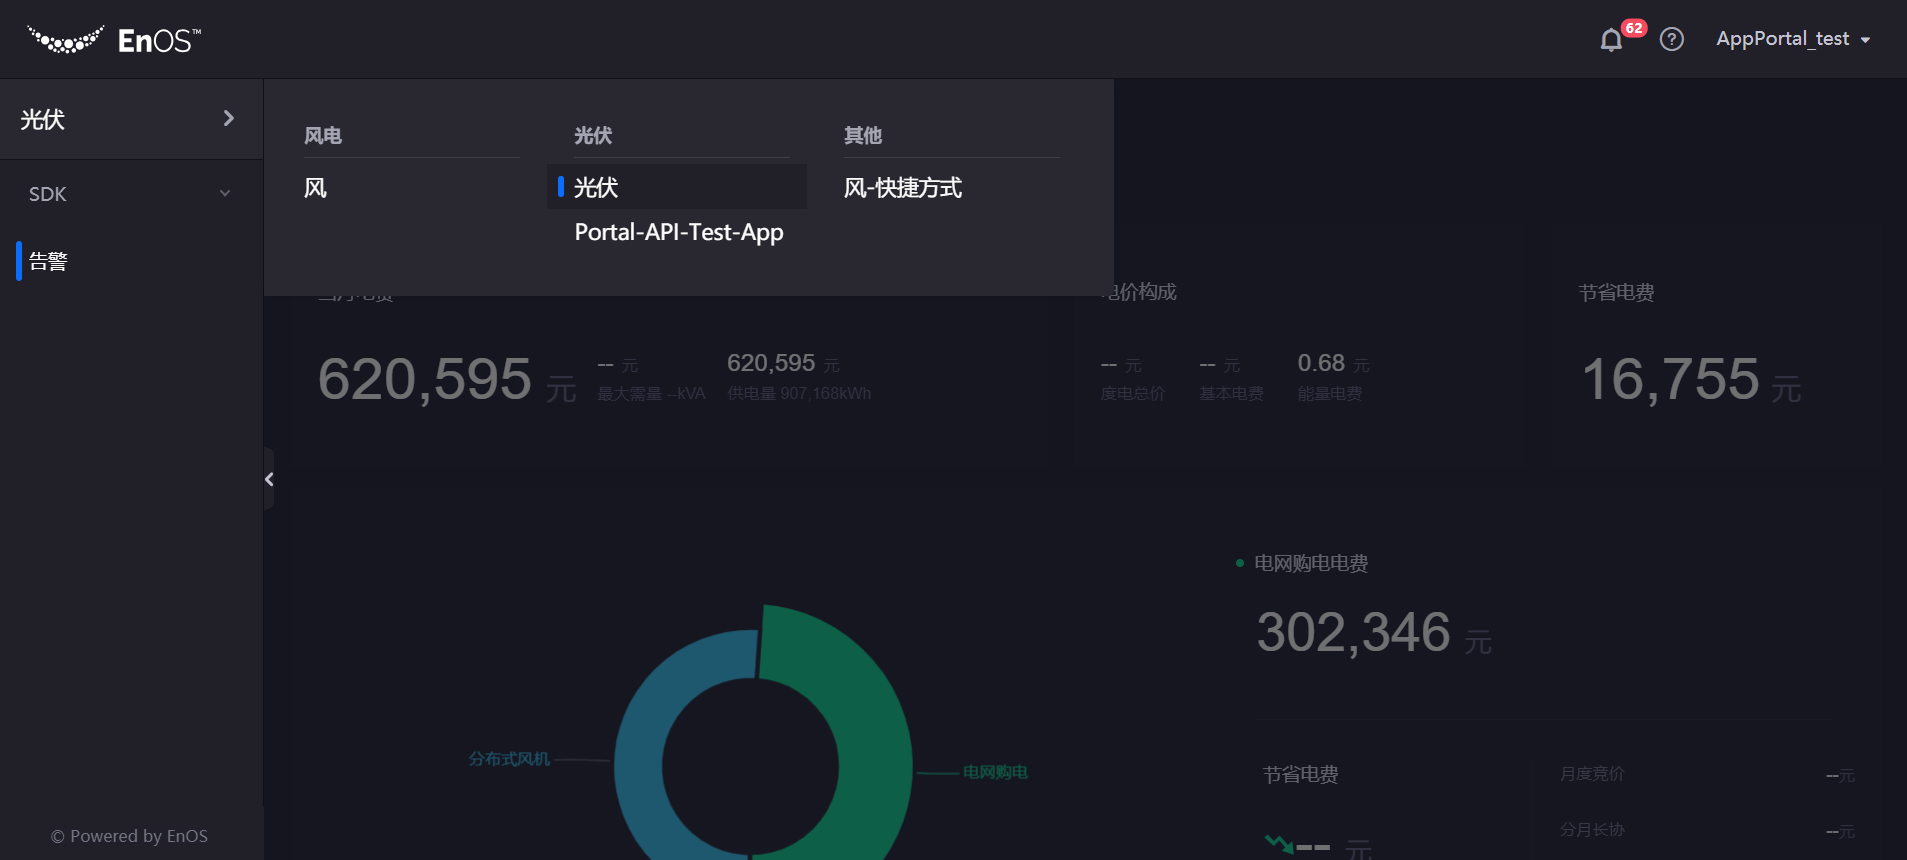 EnOS™
62
AppPortal_test
光伏
SDK
告警
风电
风
光伏
光伏
Portal-API-Test-App
其他
风-快捷方式
电价构成
节省电费
620,595 元
-- 元
最大需量 --kVA
620,595 元
供电量 907,168kWh
-- 元
度电总价
-- 元
基本电费
0.68 元
能量电费
16,755 元
电网购电电费
302,346 元
分布式风机
电网购电
节省电费
-- 元
月度竞价
--元
分月长协
--元
© Powered by EnOS